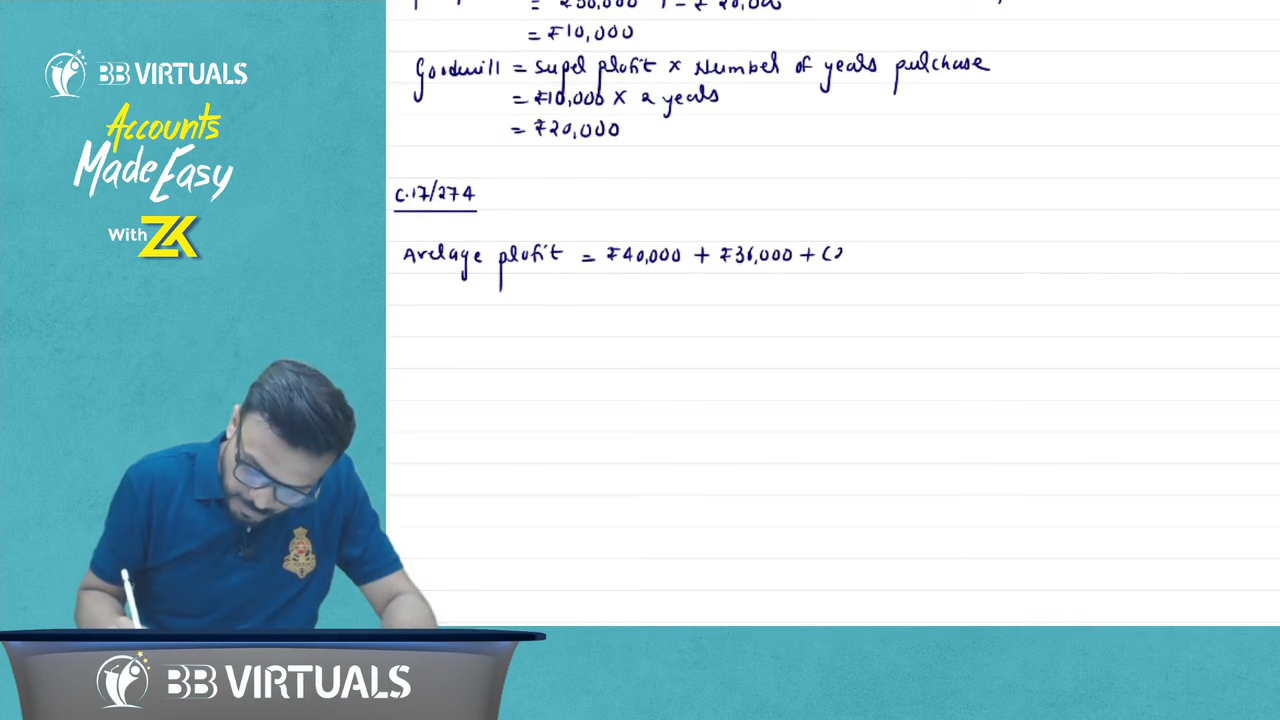 BB VIRTUALS
Accounts
Made Easy
With ZK
= ₹10,000
Goodwill = Super profit × Number of years purchase
= ₹10,000 × 2 years
= ₹20,000
C.17/274
Average profit = ₹40,000 + ₹36,000 + (
BB VIRTUALS